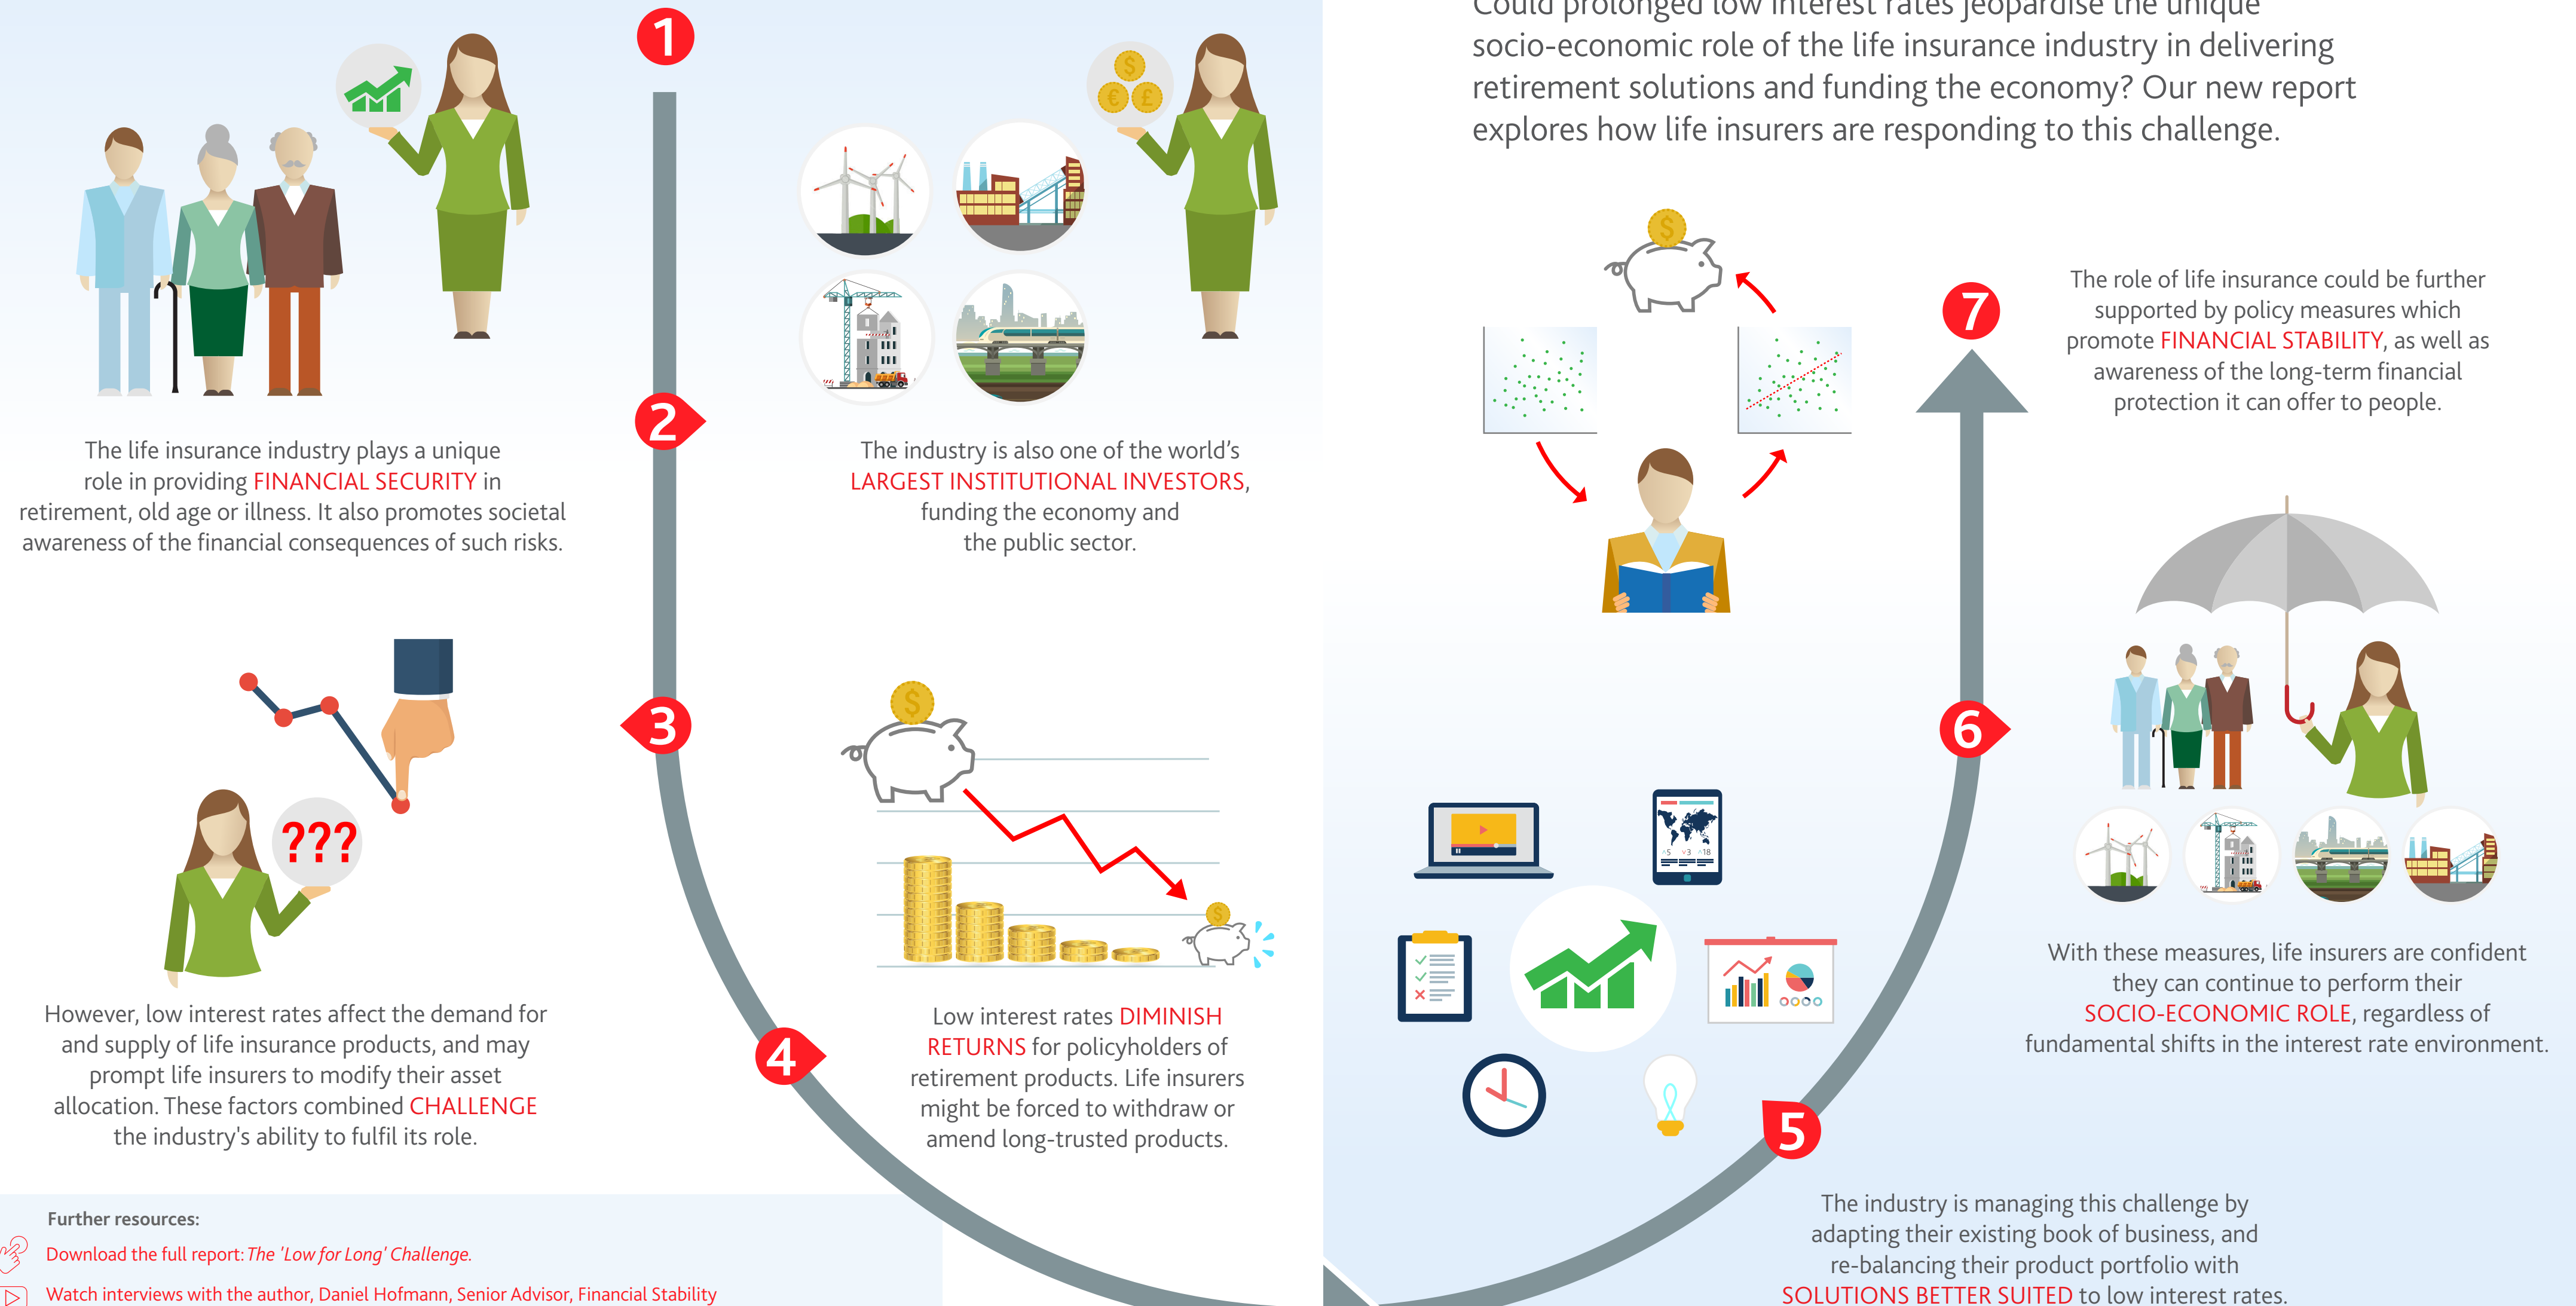 1
The life insurance industry plays a unique
role in providing FINANCIAL SECURITY in
retirement, old age or illness. It also promotes societal
awareness of the financial consequences of such risks.
2
$
€ £
The industry is also one of the world's
LARGEST INSTITUTIONAL INVESTORS,
funding the economy and
the public sector.
3
???
However, low interest rates affect the demand for
and supply of life insurance products, and may
prompt life insurers to modify their asset
allocation. These factors combined CHALLENGE
the industry's ability to fulfil its role.
4
$
$
Low interest rates DIMINISH
RETURNS for policyholders of
retirement products. Life insurers
might be forced to withdraw or
amend long-trusted products.
Further resources:
Download the full report: The 'Low for Long' Challenge.
Watch interviews with the author, Daniel Hofmann, Senior Advisor, Financial Stability
Could prolonged low interest rates jeopardise the unique
socio-economic role of the life insurance industry in delivering
retirement solutions and funding the economy? Our new report
explores how life insurers are responding to this challenge.
$
5
^5 v3 ^18
The industry is managing this challenge by
adapting their existing book of business, and
re-balancing their product portfolio with
SOLUTIONS BETTER SUITED to low interest rates.
6
With these measures, life insurers are confident
they can continue to perform their
SOCIO-ECONOMIC ROLE, regardless of
fundamental shifts in the interest rate environment.
7
The role of life insurance could be further
supported by policy measures which
promote FINANCIAL STABILITY, as well as
awareness of the long-term financial
protection it can offer to people.